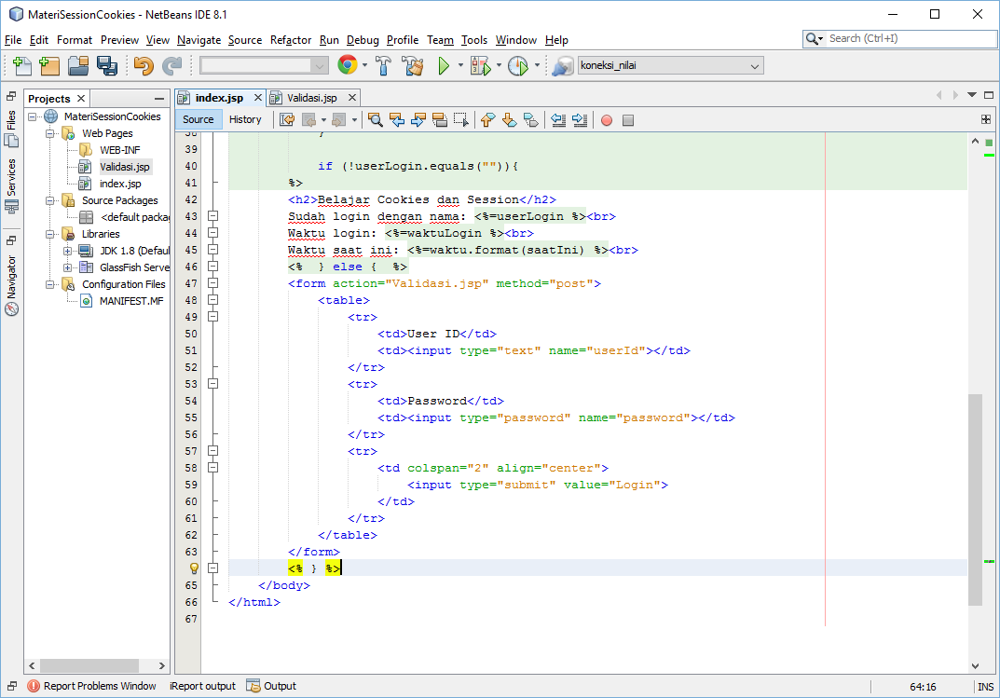 MateriSessionCookies - NetBeans IDE 8.1
File Edit Format Preview View Navigate Source Refactor Run Debug Profile Team Tools Window Help
Search (Ctrl+I)
koneksi_nilai
Files
Services
Navigator
Projects
MateriSessionCookies
Web Pages
WEB-INF
Validasi.jsp
index.jsp
Source Packages
<default packa
Libraries
JDK 1.8 (Defaul
GlassFish Serve
Configuration Files
MANIFEST.MF
index.jsp Validasi.jsp
Source History
38 }
39
40 if (!userLogin.equals("")){
41 %>
42 <h2>Belajar Cookies dan Session</h2>
43 Sudah login dengan nama: <%=userLogin %><br>
44 Waktu login: <%=waktuLogin %><br>
45 Waktu saat ini: <%=waktu.format(saatIni) %><br>
46 <%  } else {  %>
47 <form action="Validasi.jsp" method="post">
48 <table>
49 <tr>
50 <td>User ID</td>
51 <td><input type="text" name="userId"></td>
52 </tr>
53 <tr>
54 <td>Password</td>
55 <td><input type="password" name="password"></td>
56 </tr>
57 <tr>
58 <td colspan="2" align="center">
59 <input type="submit" value="Login">
60 </td>
61 </tr>
62 </table>
63 </form>
<% } %>
65 </body>
66 </html>
67
Report Problems Window iReport output Output
64:16 INS